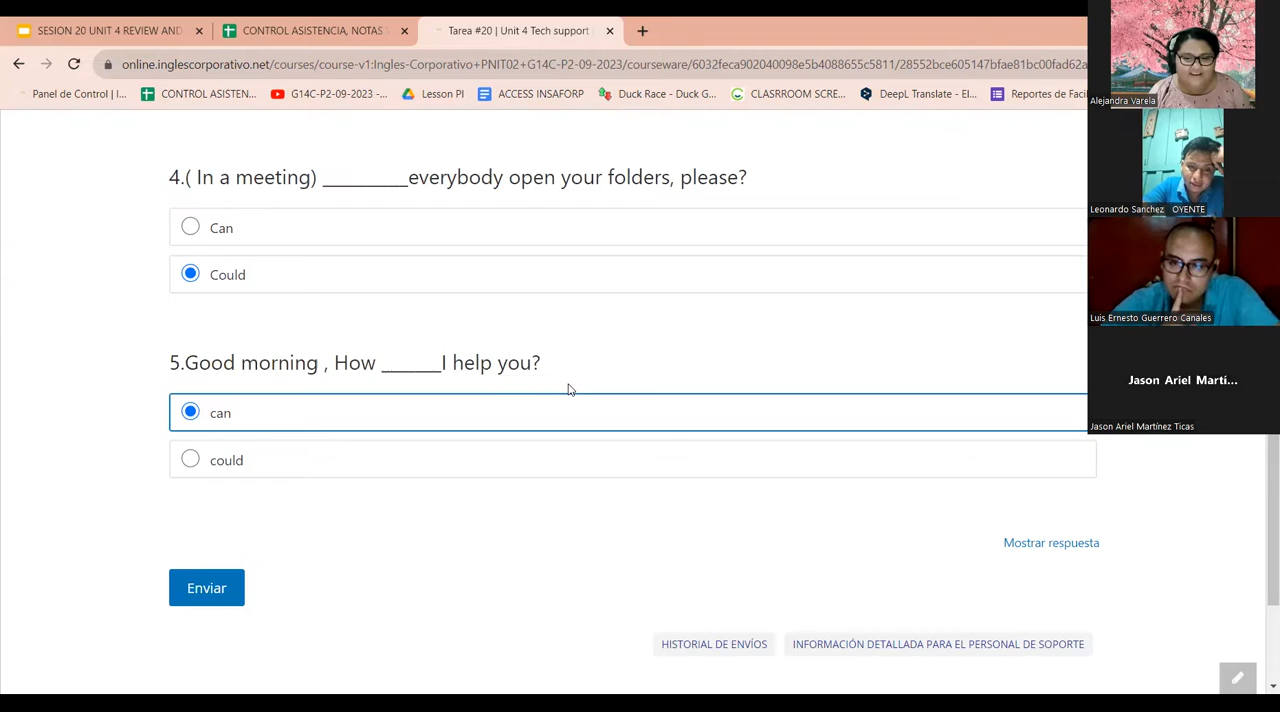 SESION 20 UNIT 4 REVIEW AND
CONTROL ASISTENCIA, NOTAS
Tarea #20 | Unit 4 Tech support
online.inglescorporativo.net/courses/course-v1:Ingles-Corporativo+PNIT02+G14C-P2-09-2023/courseware/6032feca902040098e5b4088655c5811/28552bce605147bfae81bc00fad62a
Panel de Control | I...
CONTROL ASISTEN...
G14C-P2-09-2023 -...
Lesson Pl
ACCESS INSAFORP
Duck Race - Duck G...
CLASRROOM SCRE...
DeepL Translate - El...
Reportes de Facil
Alejandra Varela
Leonardo Sanchez OYENTE
Luis Ernesto Guerrero Canales
Jason Ariel Martí...
Jason Ariel Martínez Ticas
4.( In a meeting) _________everybody open your folders, please?
Can
Could
5.Good morning , How ______I help you?
can
could
Mostrar respuesta
Enviar
HISTORIAL DE ENVÍOS
INFORMACIÓN DETALLADA PARA EL PERSONAL DE SOPORTE